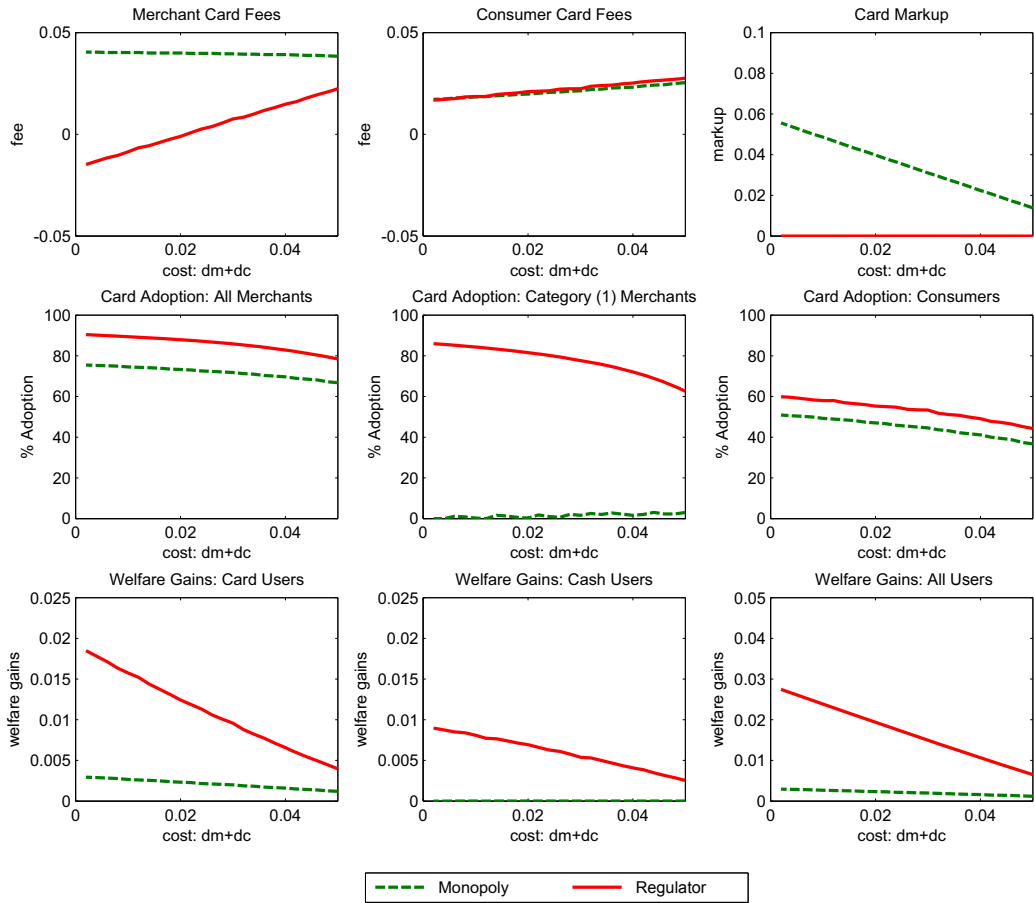 Merchant Card Fees
Consumer Card Fees
Card Markup
0.05
0
-0.05
fee
0
0.02
0.04
cost: dm+dc
0.05
0
-0.05
fee
0
0.02
0.04
cost: dm+dc
0.1
0.08
0.06
0.04
0.02
0
markup
0
0.02
0.04
cost: dm+dc
Card Adoption: All Merchants
Card Adoption: Category (1) Merchants
Card Adoption: Consumers
100
80
60
40
20
0
% Adoption
0
0.02
0.04
cost: dm+dc
100
80
60
40
20
0
% Adoption
0
0.02
0.04
cost: dm+dc
100
80
60
40
20
0
% Adoption
0
0.02
0.04
cost: dm+dc
Welfare Gains: Card Users
Welfare Gains: Cash Users
Welfare Gains: All Users
0.025
0.02
0.015
0.01
0.005
0
welfare gains
0
0.02
0.04
cost: dm+dc
0.025
0.02
0.015
0.01
0.005
0
welfare gains
0
0.02
0.04
cost: dm+dc
0.05
0.04
0.03
0.02
0.01
0
welfare gains
0
0.02
0.04
cost: dm+dc
Monopoly
Regulator